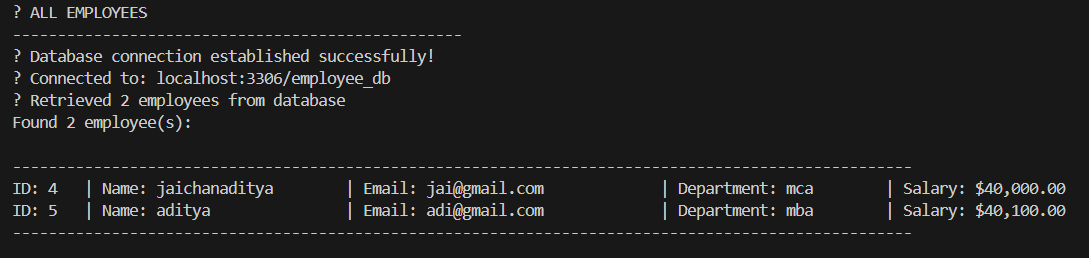 ? ALL EMPLOYEES
--------------------------------------------------
? Database connection established successfully!
? Connected to: localhost:3306/employee_db
? Retrieved 2 employees from database
Found 2 employee(s):
----------------------------------------------------------------------------------------------------
ID: 4   | Name: jaichanaditya        | Email: jai@gmail.com             | Department: mca        | Salary: $40,000.00
ID: 5   | Name: aditya               | Email: adi@gmail.com             | Department: mba        | Salary: $40,100.00
----------------------------------------------------------------------------------------------------